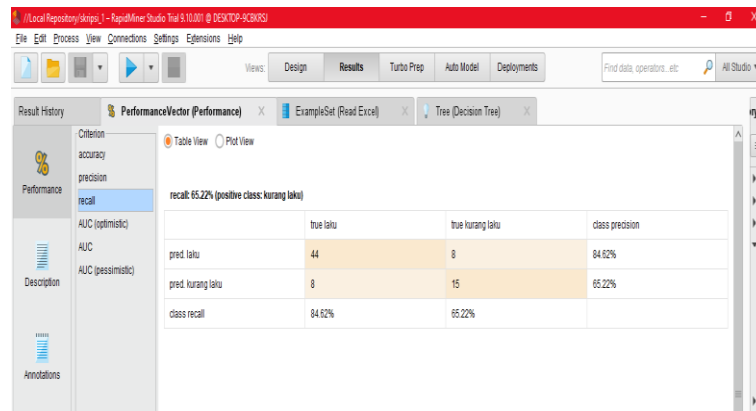 //Local Repository/skripsi_1 – RapidMiner Studio Trial 9.10.001 @ DESKTOP-9CBKRSJ
File Edit Process View Connections Settings Extensions Help
Views: Design Results Turbo Prep Auto Model Deployments Find data, operators...etc All Studio
Result History PerformanceVector (Performance) ExampleSet (Read Excel) Tree (Decision Tree)
Criterion
accuracy
precision
recall
AUC (optimistic)
AUC
AUC (pessimistic)
Performance
Description
Annotations
Table View Plot View
recall: 65.22% (positive class: kurang laku)
true laku true kurang laku class precision
pred. laku 44 8 84.62%
pred. kurang laku 8 15 65.22%
class recall 84.62% 65.22%